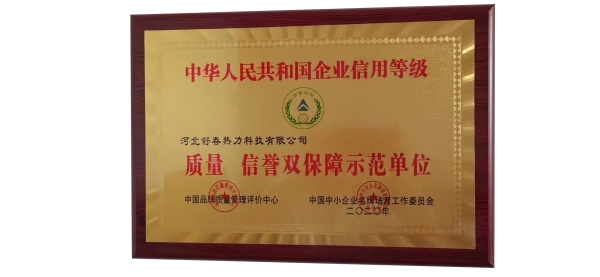 中华人民共和国企业信用等级
河北舒春热力科技有限公司
质量 信誉双保障示范单位
中国品牌质量管理评价中心
中国中小企业名牌培育工作委员会
二〇二〇年